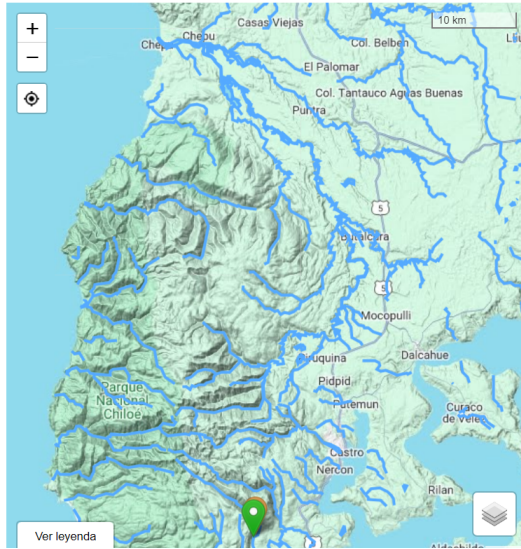 +
Casas Viejas
10 km
Chepu
Col. Belben
−
El Palomar
Col. Tantauco Aguas Buenas
Puntra
5
Butalcura
5
Mocopulli
Dalcahue
Piruquina
Pidpid
Parque
Nacional
Chiloé
Putemun
Curaco
de Vélez
Castro
Nercon
Rilan
Ver leyenda